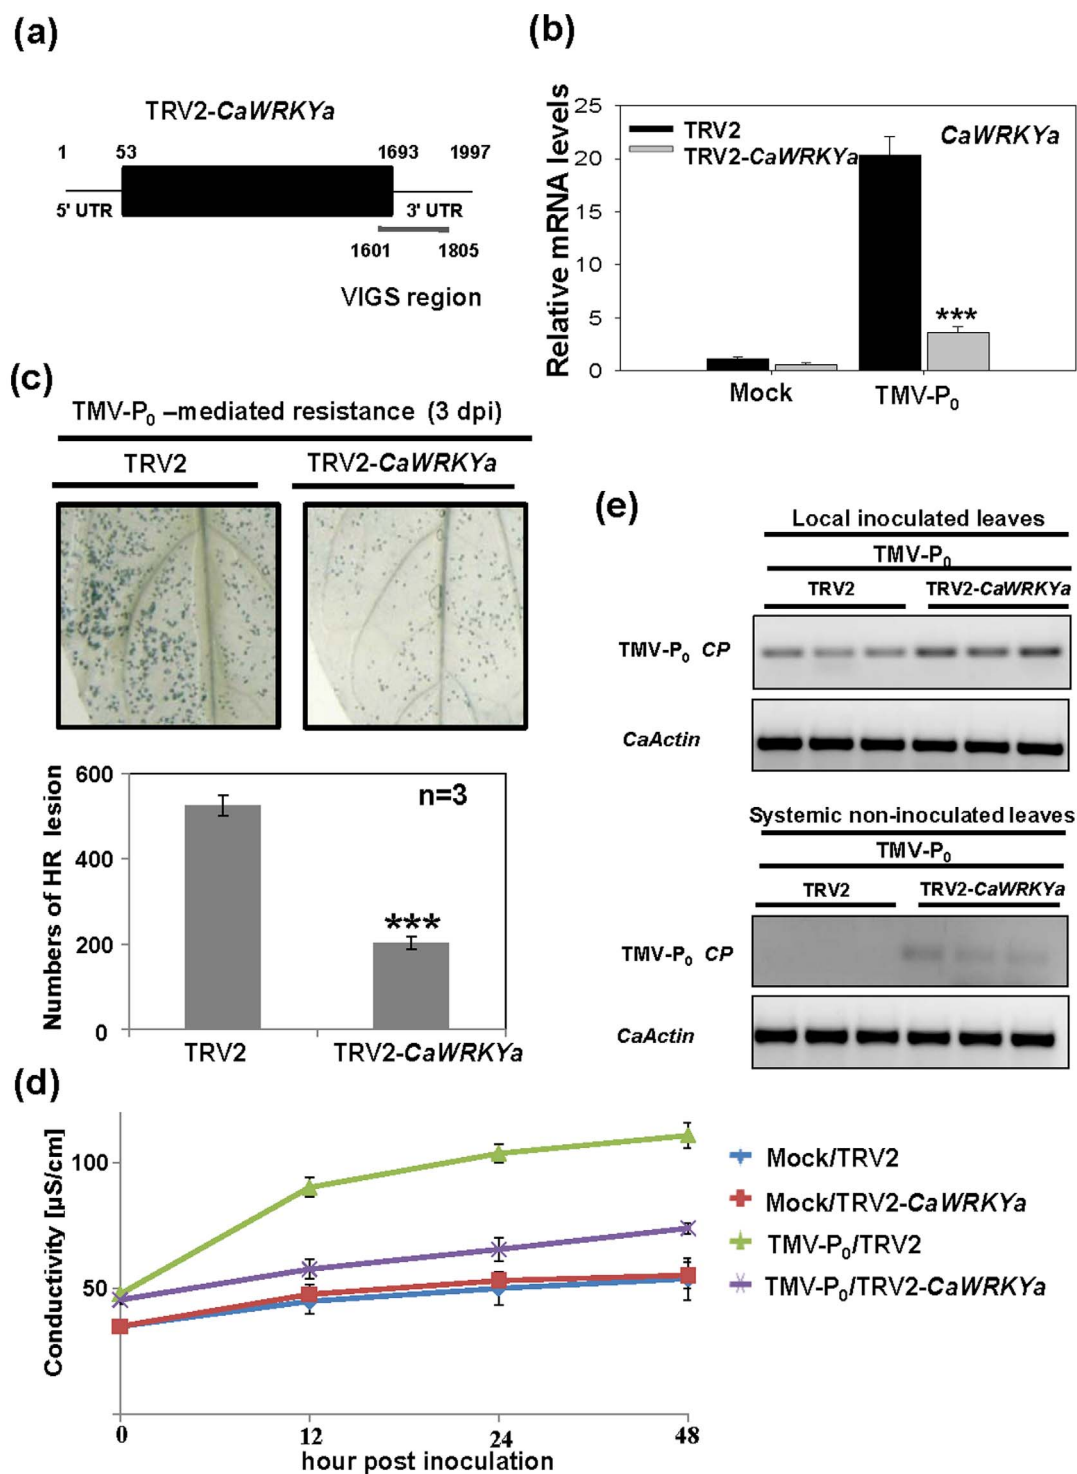 (a)
TRV2-CaWRKYa
1 53 1693 1997
5' UTR 3' UTR
1601 1805
VIGS region
(b)
Relative mRNA levels
25
20
15
10
5
0
TRV2
TRV2-CaWRKYa
CaWRKYa
***
Mock TMV-P₀
(c)
TMV-P₀ –mediated resistance (3 dpi)
TRV2 TRV2-CaWRKYa
Numbers of HR lesion
600
400
200
0
n=3
***
TRV2 TRV2-CaWRKYa
(d)
Conductivity [µS/cm]
100
50
0 12 24 48
hour post inoculation
Mock/TRV2
Mock/TRV2-CaWRKYa
TMV-P₀/TRV2
TMV-P₀/TRV2-CaWRKYa
(e)
Local inoculated leaves
TMV-P₀
TRV2 TRV2-CaWRKYa
TMV-P₀ CP
CaActin
Systemic non-inoculated leaves
TMV-P₀
TRV2 TRV2-CaWRKYa
TMV-P₀ CP
CaActin